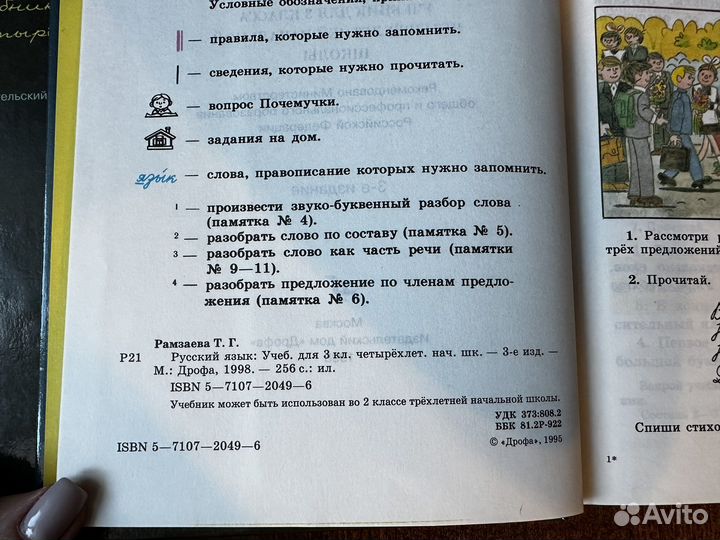 Условные обозначения,
— правила, которые нужно запомнить.
— сведения, которые нужно прочитать.
— вопрос Почемучки.
— задания на дом.
язык — слова, правописание которых нужно запомнить.
1 — произвести звуко-буквенный разбор слова
(памятка № 4).
2 — разобрать слово по составу (памятка № 5).
3 — разобрать слово как часть речи (памятки
№ 9—11).
4 — разобрать предложение по членам предло-
жения (памятка № 6).
Рамзаева Т. Г.
Р21 Русский язык: Учеб. для 3 кл. четырёхлет. нач. шк. — 3-е изд. —
М.: Дрофа, 1998. — 256 с.: ил.
ISBN 5—7107—2049—6
Учебник может быть использован во 2 классе трёхлетней начальной школы.
УДК 373:808.2
ББК 81.2Р-922
ISBN 5—7107—2049—6
© «Дрофа», 1995
1. Рассмотри
трёх предложений
2. Прочитай.
Спиши стихо
1*
Avito